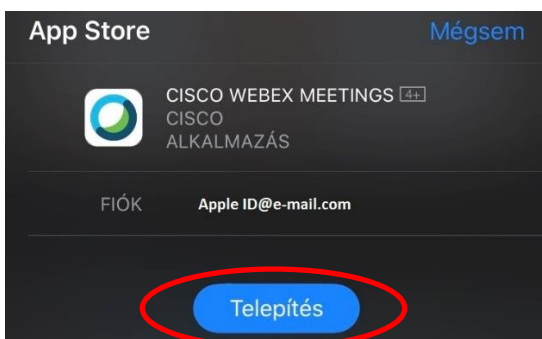 App Store Mégsem
CISCO WEBEX MEETINGS 4+
CISCO
ALKALMAZÁS
FIÓK Apple ID@e-mail.com
Telepítés